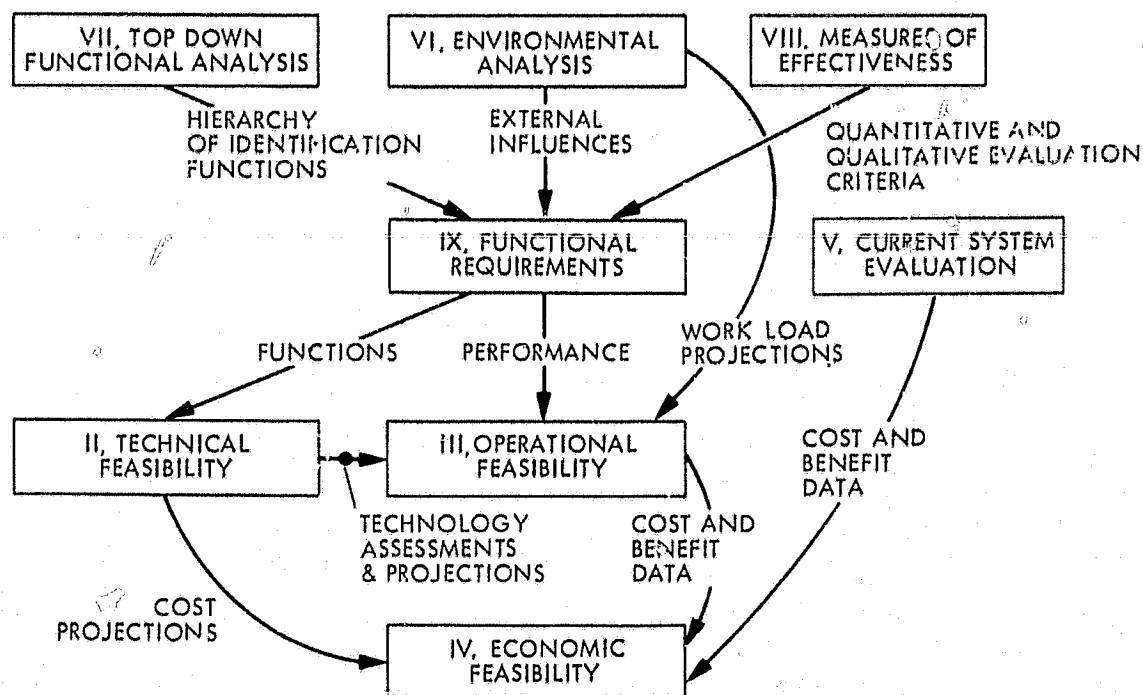 VII, TOP DOWN
FUNCTIONAL ANALYSIS
VI, ENVIRONMENTAL
ANALYSIS
VIII, MEASURES OF
EFFECTIVENESS
HIERARCHY
OF IDENTIFICATION
FUNCTIONS
EXTERNAL
INFLUENCES
QUANTITATIVE AND
QUALITATIVE EVALUATION
CRITERIA
IX, FUNCTIONAL
REQUIREMENTS
V, CURRENT SYSTEM
EVALUATION
FUNCTIONS
PERFORMANCE
WORK LOAD
PROJECTIONS
II, TECHNICAL
FEASIBILITY
III, OPERATIONAL
FEASIBILITY
COST AND
BENEFIT
DATA
TECHNOLOGY
ASSESSMENTS
& PROJECTIONS
COST AND
BENEFIT
DATA
COST
PROJECTIONS
IV, ECONOMIC
FEASIBILITY